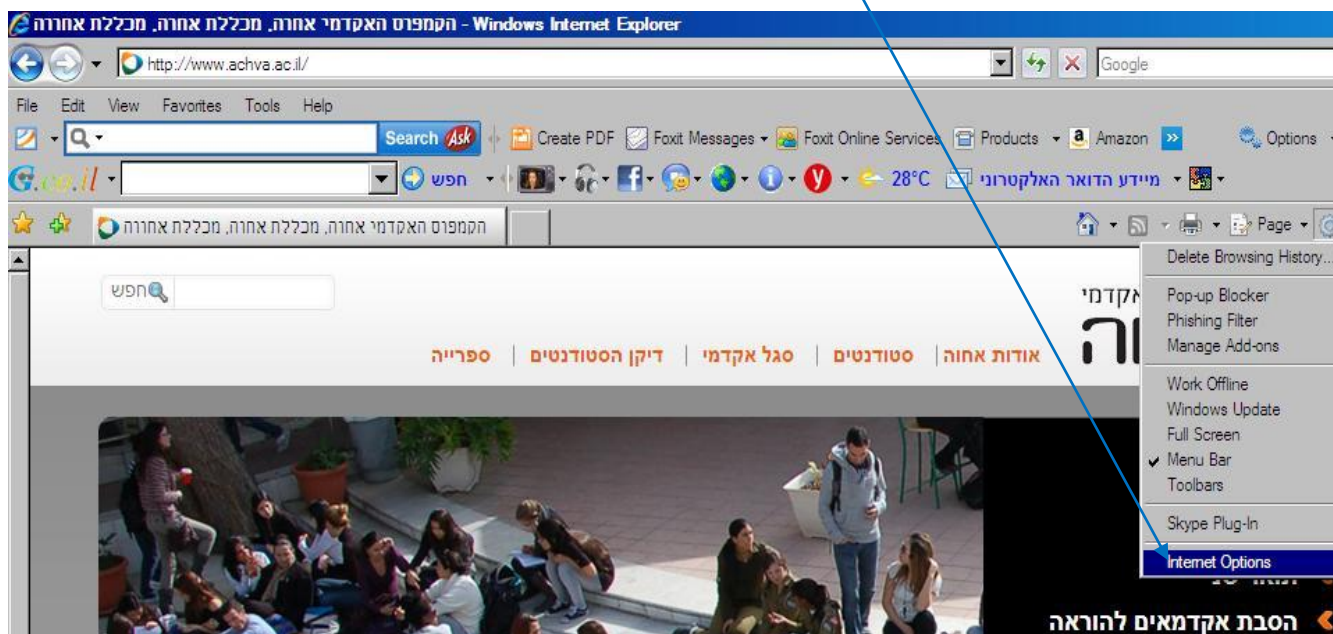 הקמפוס האקדמי אחוה, מכללת אחוה, מכללת אחווה - Windows Internet Explorer
http://www.achva.ac.il/
Google
File Edit View Favorites Tools Help
Search Ask Create PDF Foxit Messages Foxit Online Services Products Amazon Options
G.co.il חפש 28°C מיידע הדואר האלקטרוני
הקמפוס האקדמי אחוה, מכללת אחוה, מכללת אחווה
Page
Delete Browsing History...
חפש
אקדמי
Pop-up Blocker
Phishing Filter
Manage Add-ons
אודות אחוה | סטודנטים | סגל אקדמי | דיקן הסטודנטים | ספרייה
Work Offline
Windows Update
Full Screen
Menu Bar
Toolbars
Skype Plug-In
Internet Options
הסבת אקדמאים להוראה